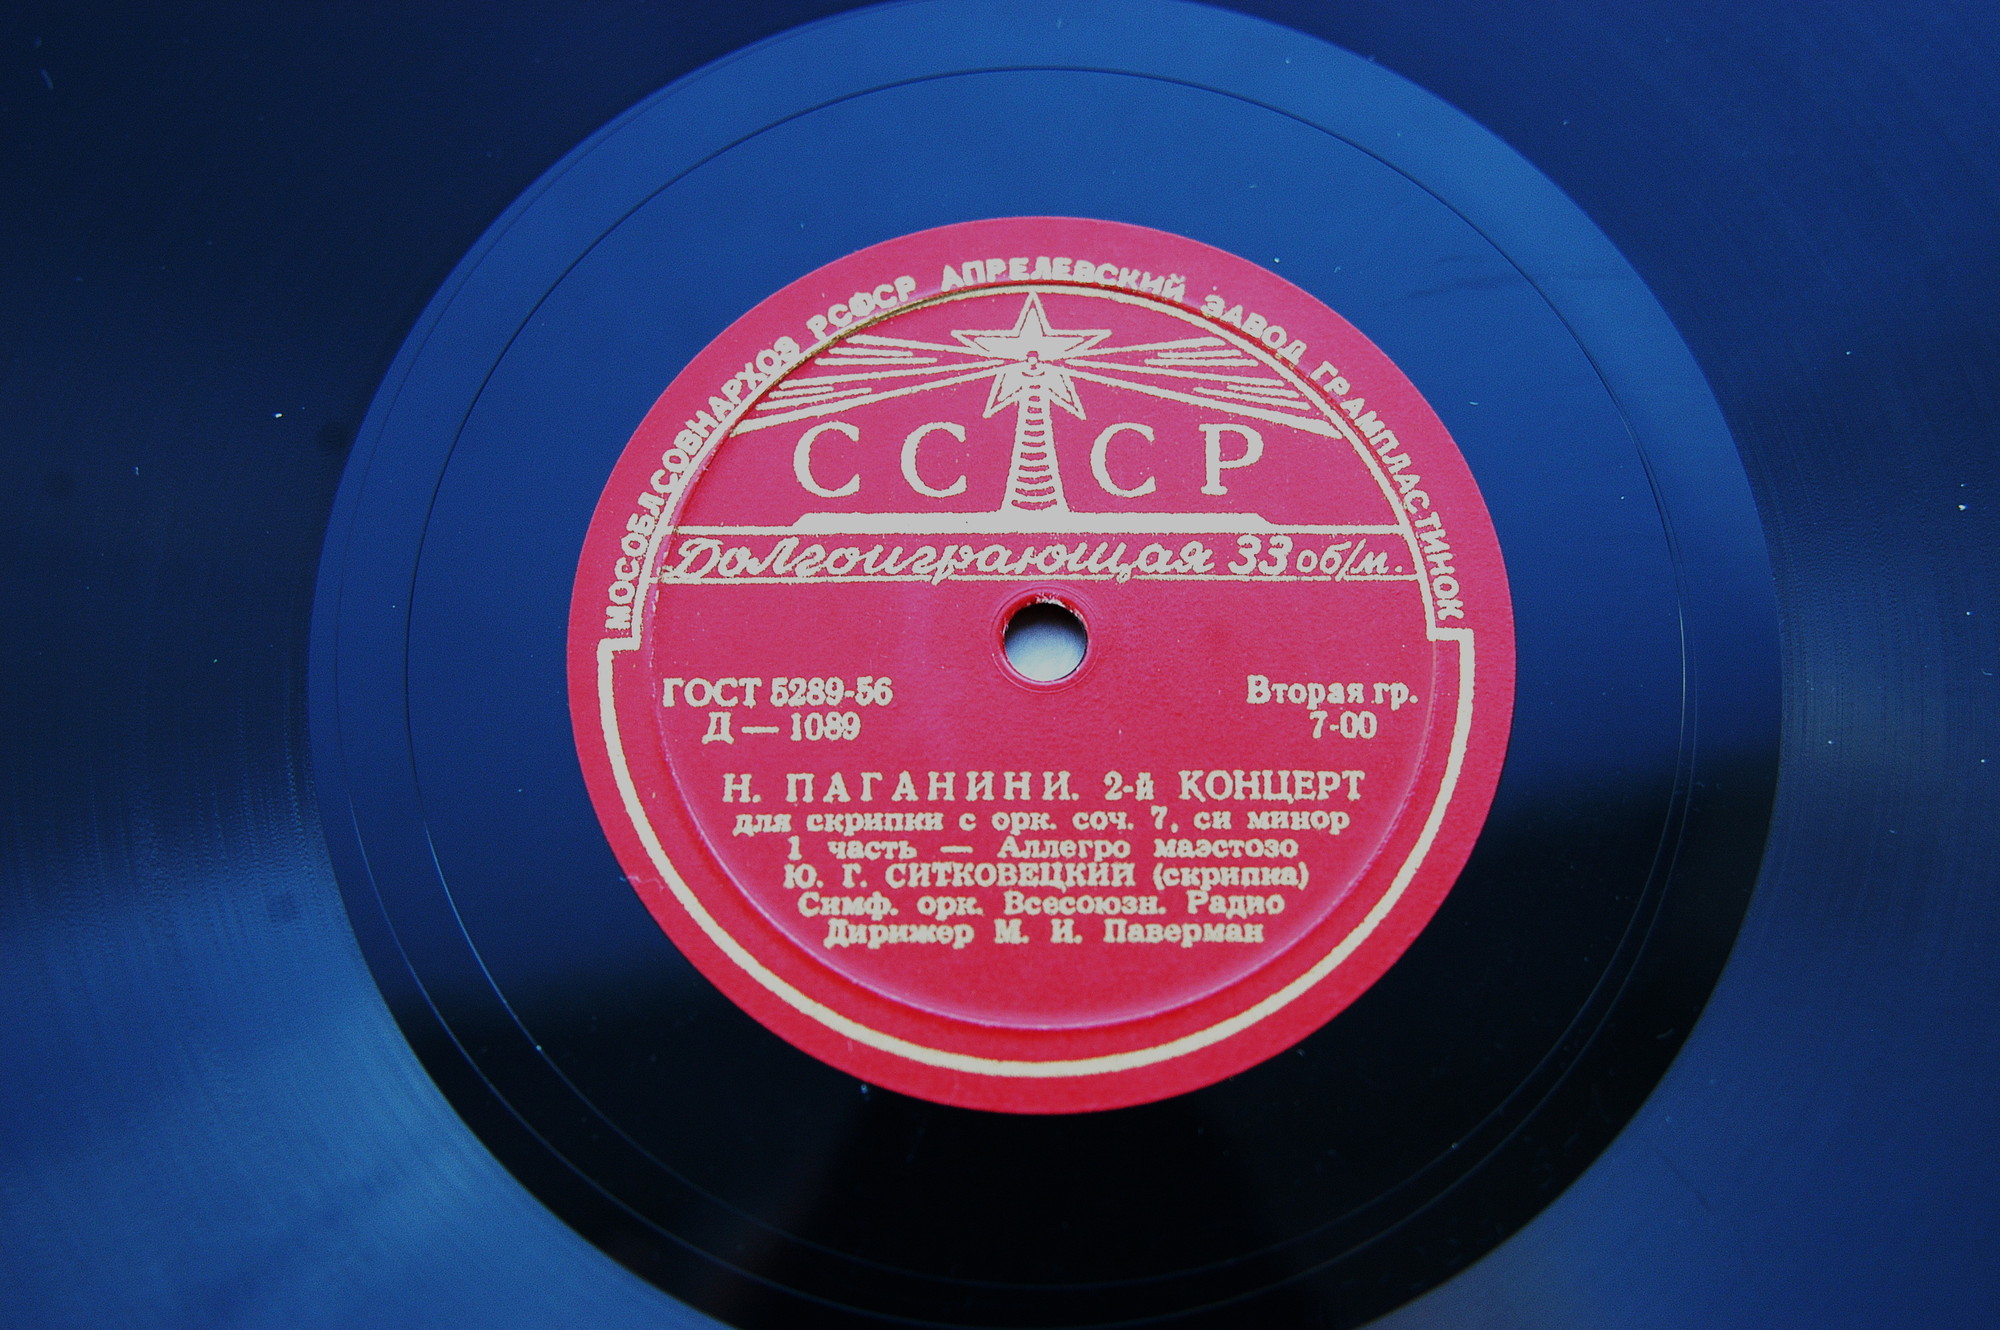 МОСОБЛСОВНАРХОЗ РСФСР АПРЕЛЕВСКИЙ ЗАВОД ГРАМПЛАСТИНОК
СССР
Долгоиграющая 33 об/м.
ГОСТ 5289-56
Д — 1089
Вторая гр.
7-00
Н. ПАГАНИНИ. 2-й КОНЦЕРТ
для скрипки с орк. соч. 7, си минор
1 часть — Аллегро маэстозо
Ю. Г. СИТКОВЕЦКИЙ (скрипка)
Симф. орк. Всесоюзн. Радио
Дирижер М. И. Паверман